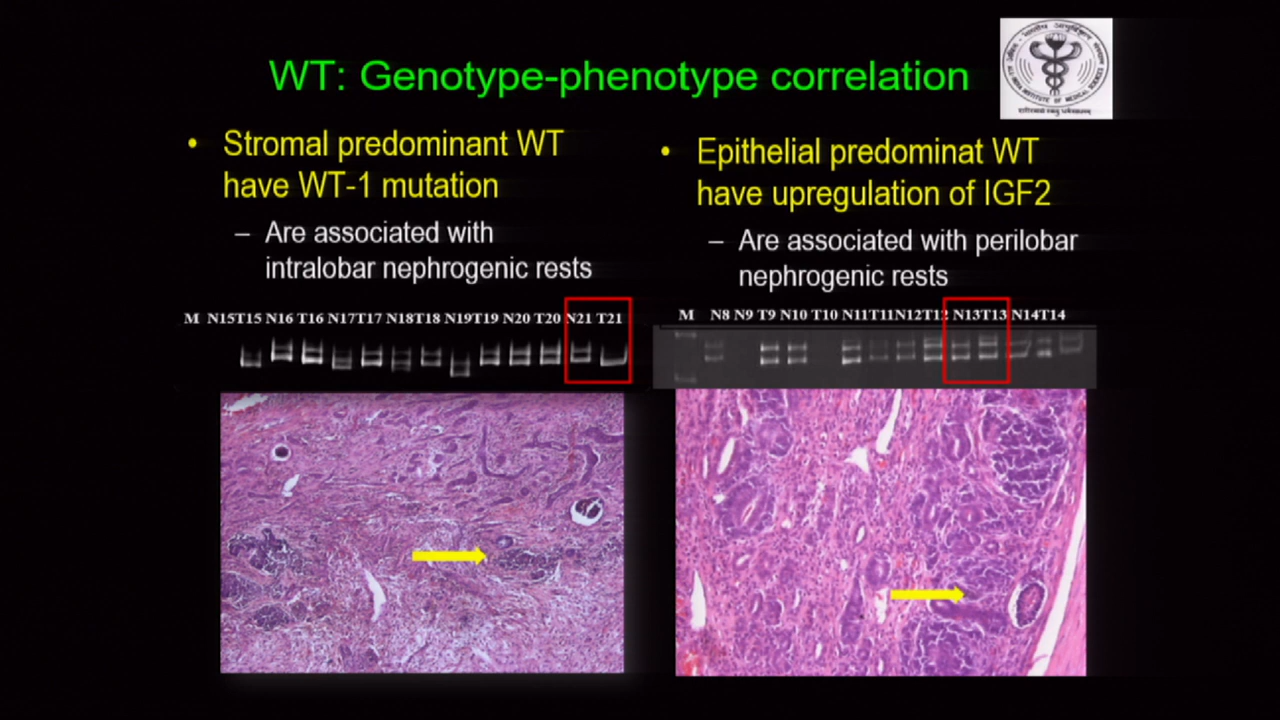 WT: Genotype-phenotype correlation
• Stromal predominant WT
have WT-1 mutation
– Are associated with
intralobar nephrogenic rests
M N15T15 N16 T16 N17T17 N18T18 N19T19 N20 T20 N21 T21
• Epithelial predominat WT
have upregulation of IGF2
– Are associated with perilobar
nephrogenic rests
M N8 N9 T9 N10 T10 N11T11N12T12 N13T13 N14T14